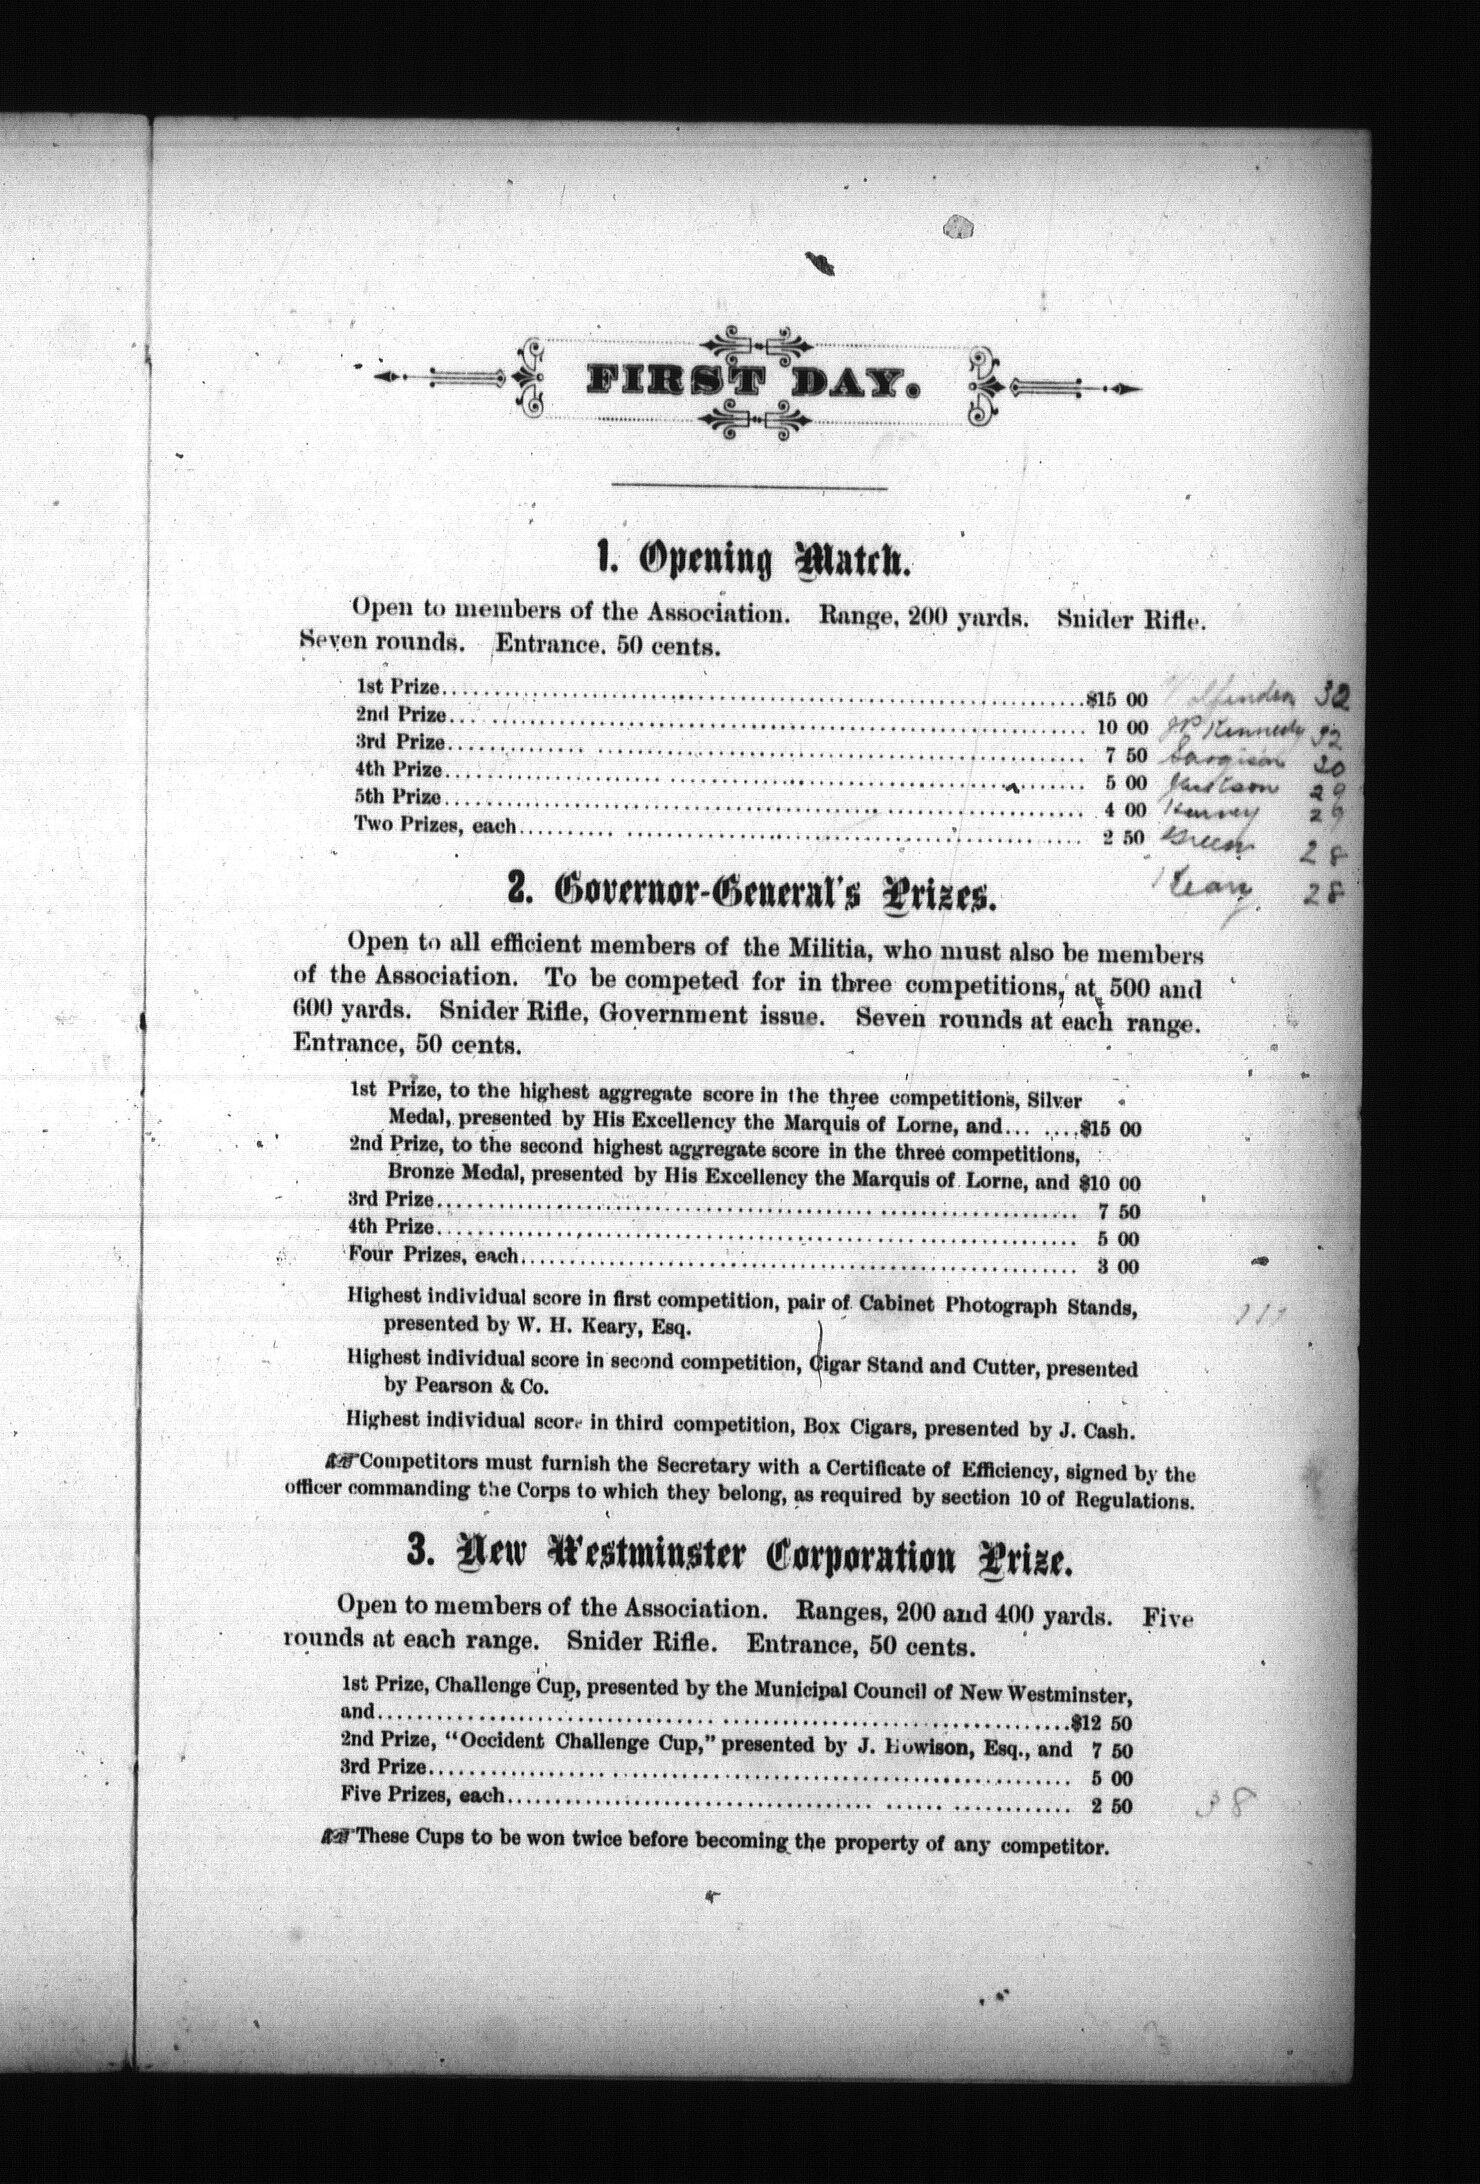 FIRST DAY.
1. Opening Match.
Open to members of the Association. Range, 200 yards. Snider Rifle.
Seven rounds. Entrance. 50 cents.
1st Prize........ $15 00 32
2nd Prize........ 10 00 JP Kennedy 32
3rd Prize........ 7 50 Sargison 30
4th Prize........ 5 00 29
5th Prize........ 4 00 Harvey 29
Two Prizes, each........ 2 50 Green 28
Keary 28
2. Governor-General's Prizes.
Open to all efficient members of the Militia, who must also be members
of the Association. To be competed for in three competitions, at 500 and
600 yards. Snider Rifle, Government issue. Seven rounds at each range.
Entrance, 50 cents.
1st Prize, to the highest aggregate score in the three competitions, Silver
Medal, presented by His Excellency the Marquis of Lorne, and........ $15 00
2nd Prize, to the second highest aggregate score in the three competitions,
Bronze Medal, presented by His Excellency the Marquis of Lorne, and $10 00
3rd Prize........ 7 50
4th Prize........ 5 00
Four Prizes, each........ 3 00
Highest individual score in first competition, pair of Cabinet Photograph Stands,
presented by W. H. Keary, Esq.
Highest individual score in second competition, Cigar Stand and Cutter, presented
by Pearson & Co.
Highest individual score in third competition, Box Cigars, presented by J. Cash.
☞Competitors must furnish the Secretary with a Certificate of Efficiency, signed by the
officer commanding the Corps to which they belong, as required by section 10 of Regulations.
3. New Westminster Corporation Prize.
Open to members of the Association. Ranges, 200 and 400 yards. Five
rounds at each range. Snider Rifle. Entrance, 50 cents.
1st Prize, Challenge Cup, presented by the Municipal Council of New Westminster,
and........ $12 50
2nd Prize, "Occident Challenge Cup," presented by J. Howison, Esq., and 7 50
3rd Prize........ 5 00
Five Prizes, each........ 2 50 38
☞These Cups to be won twice before becoming the property of any competitor.